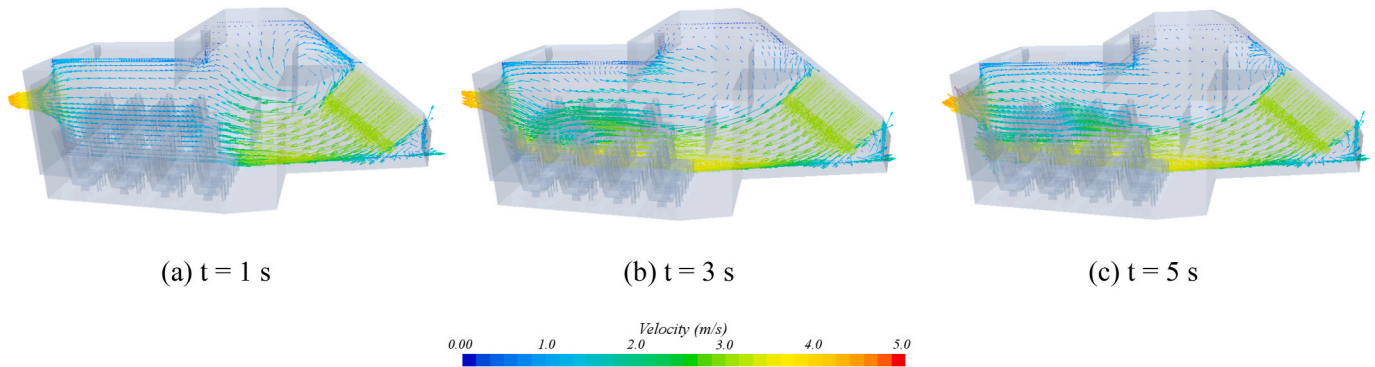 (a) t = 1 s
(b) t = 3 s
(c) t = 5 s
Velocity (m/s)
0.00 1.0 2.0 3.0 4.0 5.0